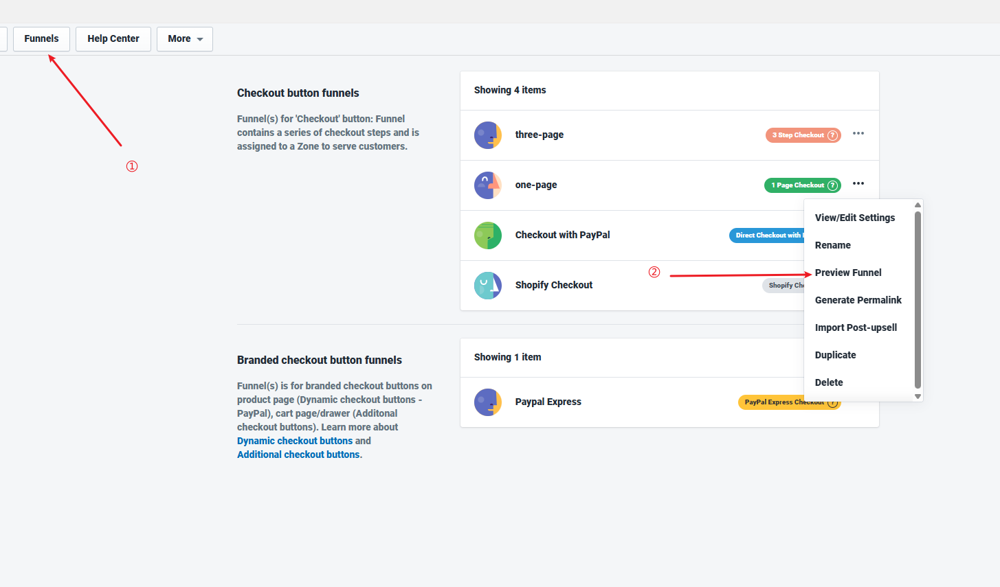 Funnels
Help Center
More
①
Checkout button funnels
Funnel(s) for 'Checkout' button: Funnel
contains a series of checkout steps and is
assigned to a Zone to serve customers.
Showing 4 items
three-page
3 Step Checkout ?
one-page
1 Page Checkout ?
Checkout with PayPal
Direct Checkout with
Shopify Checkout
Shopify
View/Edit Settings
Rename
②
Preview Funnel
Generate Permalink
Import Post-upsell
Duplicate
Delete
Branded checkout button funnels
Funnel(s) is for branded checkout buttons on
product page (Dynamic checkout buttons -
PayPal), cart page/drawer (Additonal
checkout buttons). Learn more about
Dynamic checkout buttons and
Additional checkout buttons.
Showing 1 item
Paypal Express
PayPal Express Checkout ?